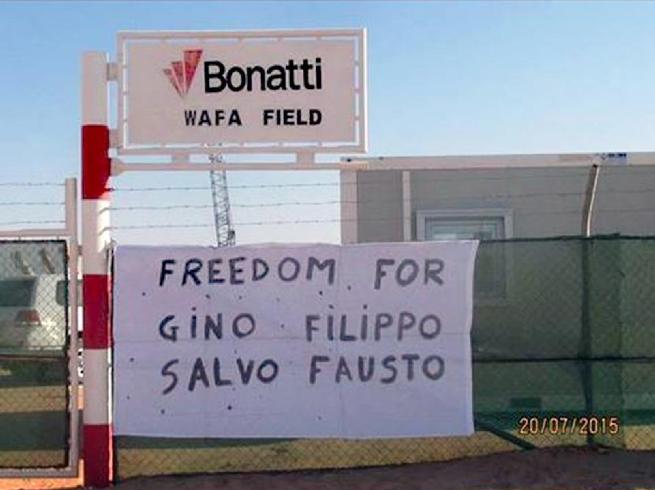 Bonatti
WAFA FIELD
FREEDOM FOR
GINO FILIPPO
SALVO FAUSTO
20/07/2015